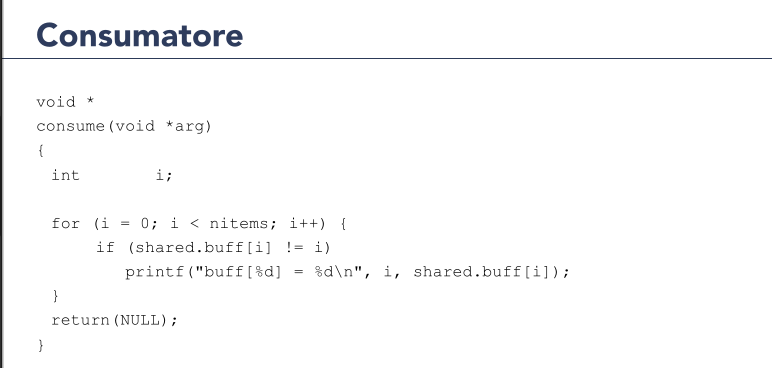 Consumatore
void *
consume(void *arg)
{
int i;
for (i = 0; i < nitems; i++) {
if (shared.buff[i] != i)
printf("buff[%d] = %d\n", i, shared.buff[i]);
}
return(NULL);
}